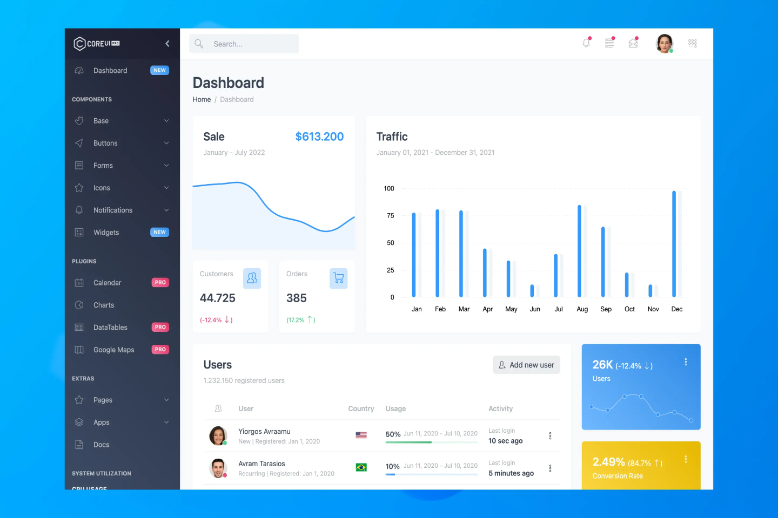 COREUI PRO
Dashboard NEW
COMPONENTS
Base
Buttons
Forms
Icons
Notifications
Widgets NEW
PLUGINS
Calendar PRO
Charts
DataTables PRO
Google Maps PRO
EXTRAS
Pages
Apps
Docs
SYSTEM UTILIZATION
CPU USAGE
Search...
Dashboard
Home / Dashboard
Sale $613.200
January - July 2022
Customers
44.725
(-12.4% ↓)
Orders
385
(17.2% ↑)
Traffic
January 01, 2021 - December 31, 2021
100
75
50
25
0
Jan Feb Mar Apr May Jun Jul Aug Sep Oct Nov Dec
Users
1.232.150 registered users
Add new user
User Country Usage Activity
Yiorgos Avraamu
New | Registered: Jan 1, 2020
50% Jun 11, 2020 - Jul 10, 2020
Last login
10 sec ago
Avram Tarasios
Recurring | Registered: Jan 1, 2020
10% Jun 11, 2020 - Jul 10, 2020
Last login
5 minutes ago
26K (-12.4% ↓)
Users
2.49% (84.7% ↑)
Conversion Rate